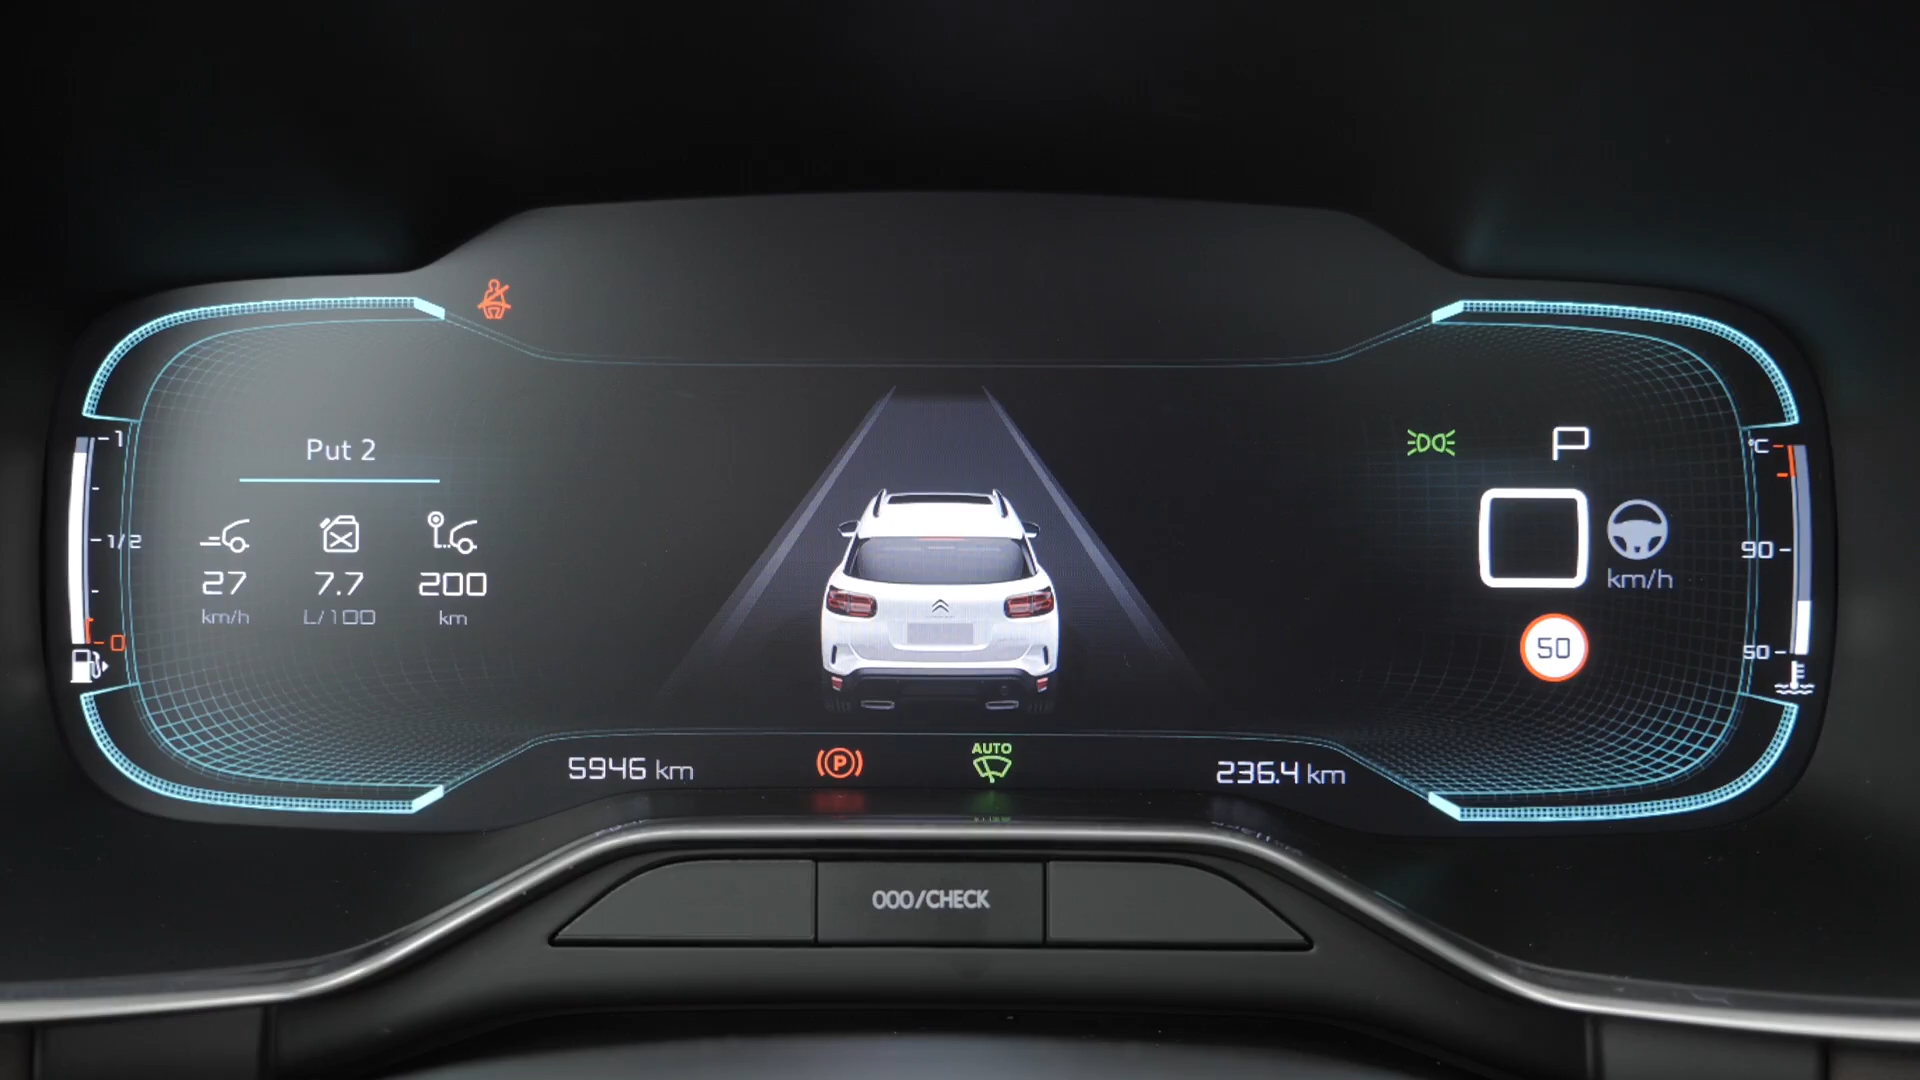 Put 2
27
7.7
200
km/h
L/100
km
1
1/2
0
P
km/h
50
°C
90
50
5946 km
P
AUTO
236.4 km
000/CHECK